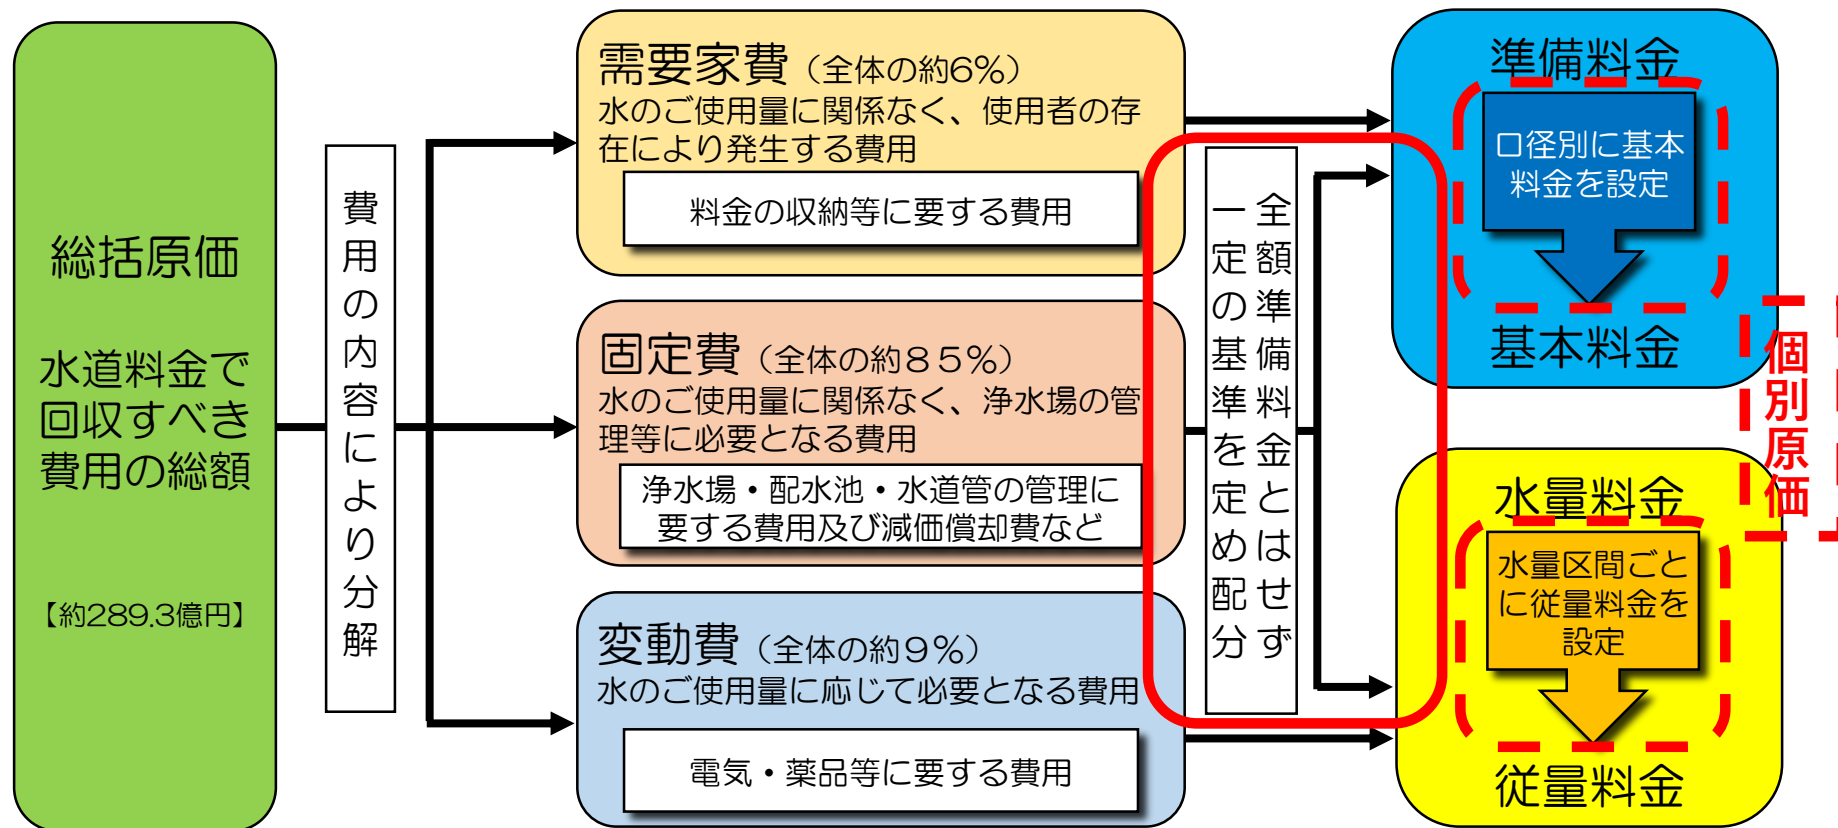 総括原価
水道料金で
回収すべき
費用の総額
【約289.3億円】
費用の内容により分解
需要家費（全体の約6％）
水のご使用量に関係なく、使用者の存
在により発生する費用
料金の収納等に要する費用
固定費（全体の約８５％）
水のご使用量に関係なく、浄水場の管
理等に必要となる費用
浄水場・配水池・水道管の管理に
要する費用及び減価償却費など
変動費（全体の約９％）
水のご使用量に応じて必要となる費用
電気・薬品等に要する費用
全額準備料金とはせず
一定の基準を定め配分
準備料金
口径別に基本
料金を設定
基本料金
水量料金
水量区間ごと
に従量料金を
設定
従量料金
個別原価